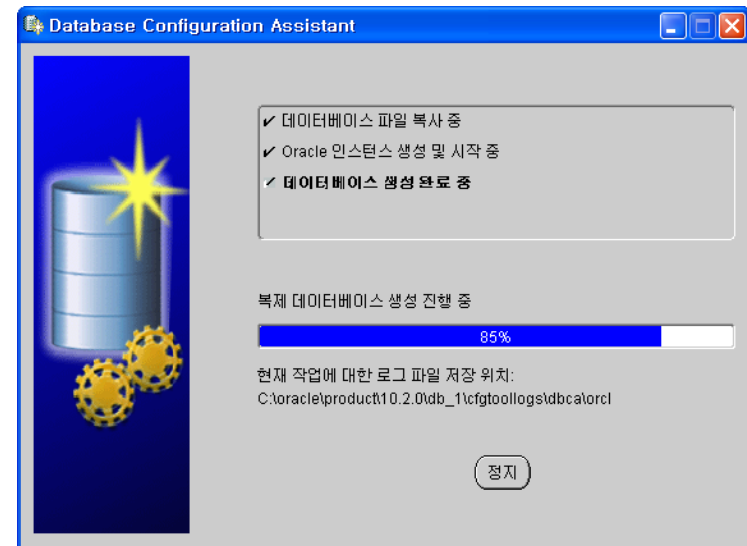 Database Configuration Assistant
✔ 데이터베이스 파일 복사 중
✔ Oracle 인스턴스 생성 및 시작 중
✔ 데이터베이스 생성 완료 중
복제 데이터베이스 생성 진행 중
85%
현재 작업에 대한 로그 파일 저장 위치:
C:\oracle\product\10.2.0\db_1\cfgtoollogs\dbca\orcl
정지